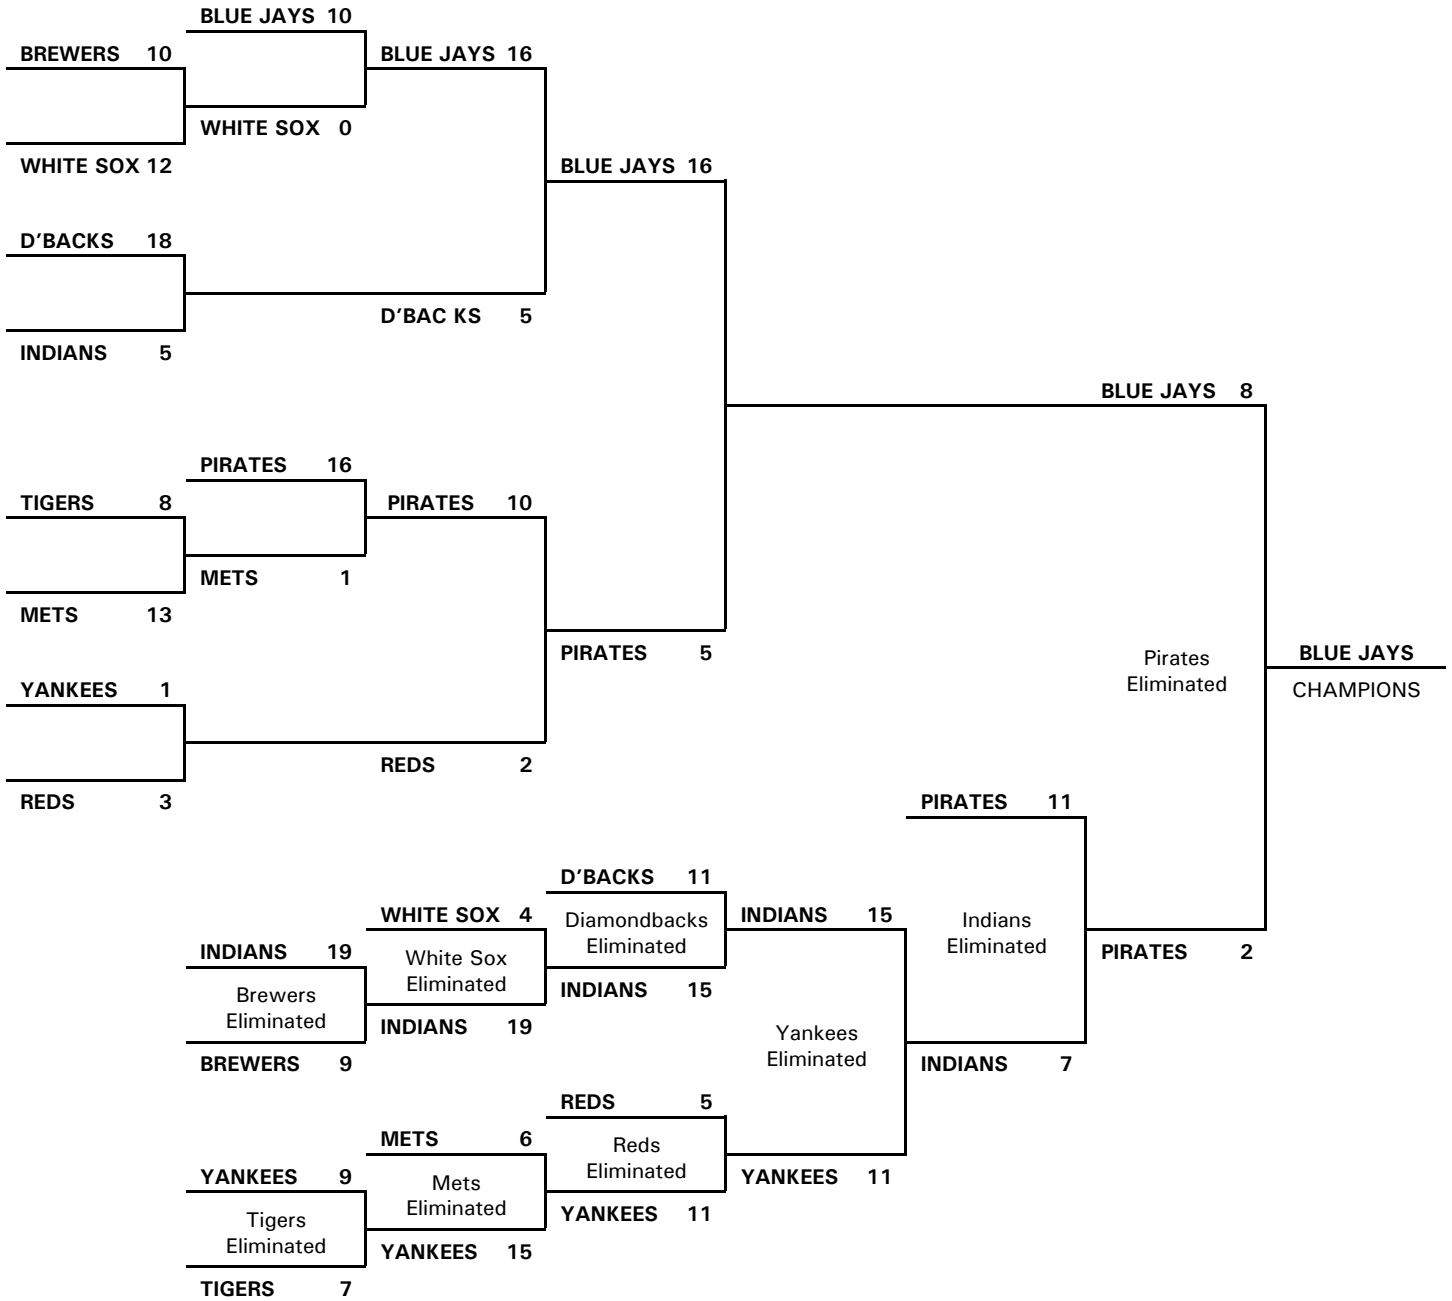 BLUE JAYS 10
BREWERS 10
BLUE JAYS 16
WHITE SOX 0
WHITE SOX 12
BLUE JAYS 16
D'BACKS 18
D'BAC KS 5
INDIANS 5
BLUE JAYS 8
PIRATES 16
TIGERS 8
PIRATES 10
METS 1
METS 13
PIRATES 5
Pirates
Eliminated
BLUE JAYS
CHAMPIONS
YANKEES 1
REDS 2
REDS 3
PIRATES 11
D'BACKS 11
WHITE SOX 4
Diamondbacks
Eliminated
INDIANS 15
Indians
Eliminated
INDIANS 19
White Sox
Eliminated
PIRATES 2
INDIANS 15
Brewers
Eliminated
INDIANS 19
Yankees
Eliminated
BREWERS 9
INDIANS 7
REDS 5
METS 6
Reds
Eliminated
YANKEES 9
Mets
Eliminated
YANKEES 11
YANKEES 11
Tigers
Eliminated
YANKEES 15
TIGERS 7